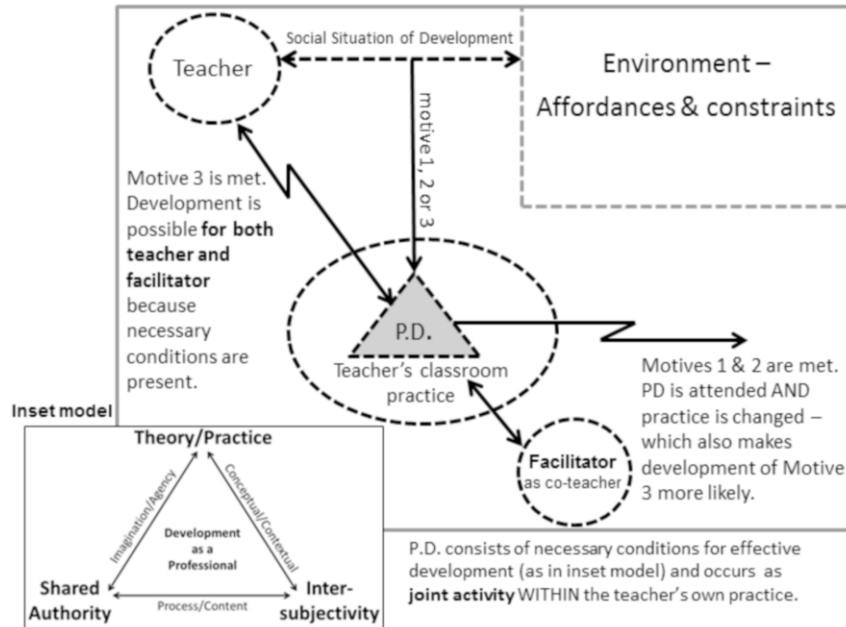 Social Situation of Development
Teacher
Environment –
Affordances & constraints
motive 1, 2 or 3
Motive 3 is met.
Development is
possible for both
teacher and
facilitator
because
necessary
conditions are
present.
P.D.
Teacher's classroom
practice
Motives 1 & 2 are met.
PD is attended AND
practice is changed –
which also makes
development of Motive
3 more likely.
Facilitator
as co-teacher
Inset model
Theory/Practice
Imagination/Agency
Conceptual/Contextual
Development
as a
Professional
Shared
Authority
Process/Content
Inter-
subjectivity
P.D. consists of necessary conditions for effective
development (as in inset model) and occurs as
joint activity WITHIN the teacher's own practice.